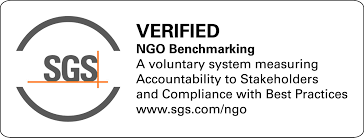 SGS
VERIFIED
NGO Benchmarking
A voluntary system measuring
Accountability to Stakeholders
and Compliance with Best Practices
www.sgs.com/ngo